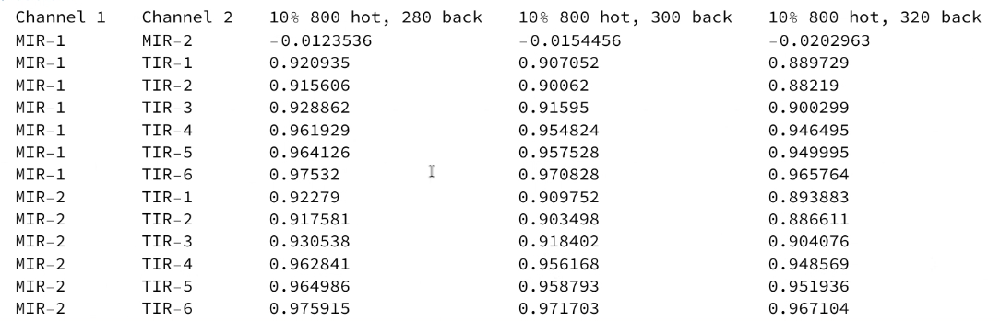 Channel 1 Channel 2 10% 800 hot, 280 back 10% 800 hot, 300 back 10% 800 hot, 320 back
MIR-1 MIR-2 -0.0123536 -0.0154456 -0.0202963
MIR-1 TIR-1 0.920935 0.907052 0.889729
MIR-1 TIR-2 0.915606 0.90062 0.88219
MIR-1 TIR-3 0.928862 0.91595 0.900299
MIR-1 TIR-4 0.961929 0.954824 0.946495
MIR-1 TIR-5 0.964126 0.957528 0.949995
MIR-1 TIR-6 0.97532 0.970828 0.965764
MIR-2 TIR-1 0.92279 0.909752 0.893883
MIR-2 TIR-2 0.917581 0.903498 0.886611
MIR-2 TIR-3 0.930538 0.918402 0.904076
MIR-2 TIR-4 0.962841 0.956168 0.948569
MIR-2 TIR-5 0.964986 0.958793 0.951936
MIR-2 TIR-6 0.975915 0.971703 0.967104